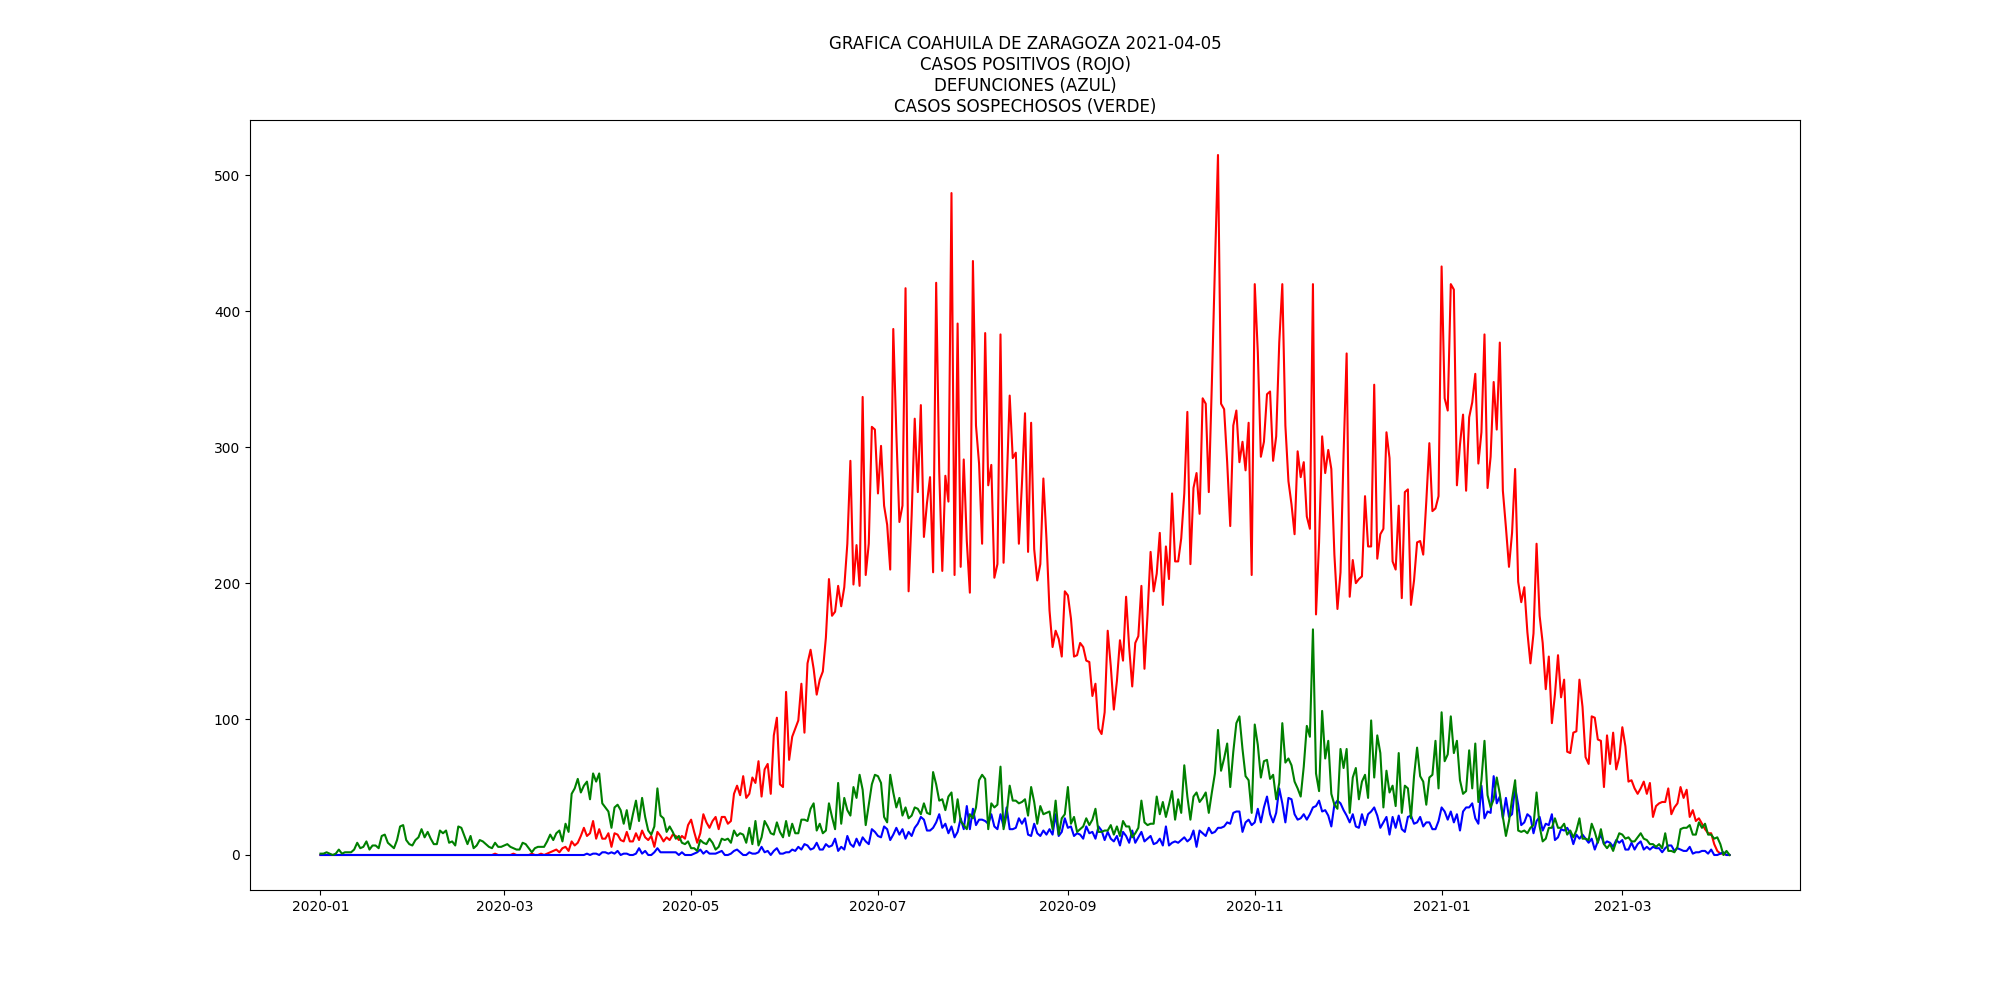 GRAFICA COAHUILA DE ZARAGOZA 2021-04-05
CASOS POSITIVOS (ROJO)
DEFUNCIONES (AZUL)
CASOS SOSPECHOSOS (VERDE)
500
400
300
200
100
0
2020-01 2020-03 2020-05 2020-07 2020-09 2020-11 2021-01 2021-03